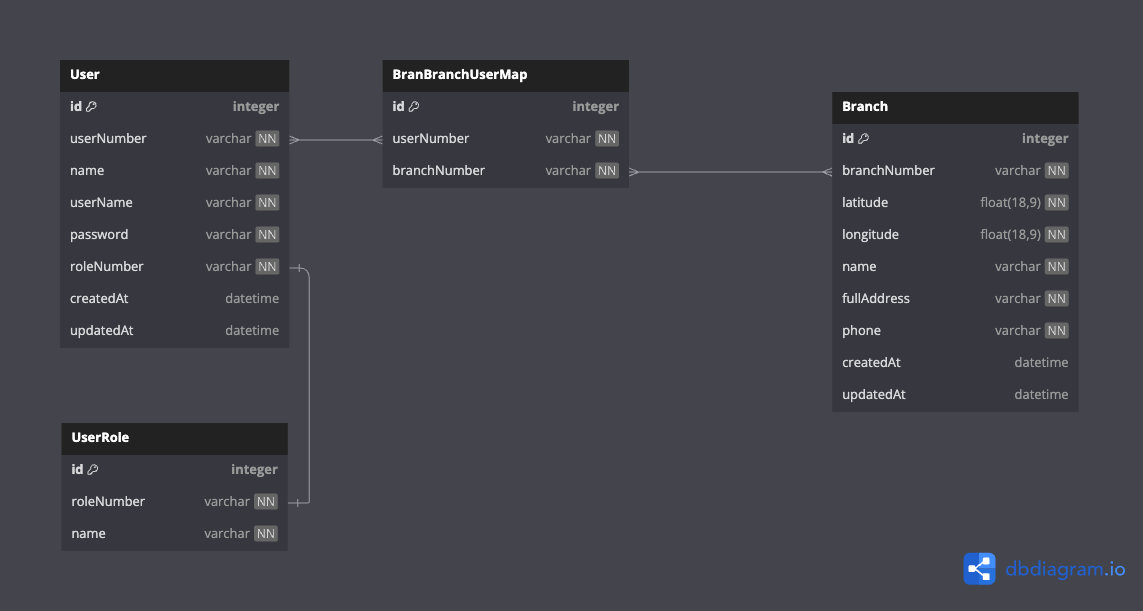 User
id integer
userNumber varchar NN
name varchar NN
userName varchar NN
password varchar NN
roleNumber varchar NN
createdAt datetime
updatedAt datetime
BranBranchUserMap
id integer
userNumber varchar NN
branchNumber varchar NN
Branch
id integer
branchNumber varchar NN
latitude float(18,9) NN
longitude float(18,9) NN
name varchar NN
fullAddress varchar NN
phone varchar NN
createdAt datetime
updatedAt datetime
UserRole
id integer
roleNumber varchar NN
name varchar NN
dbdiagram.io